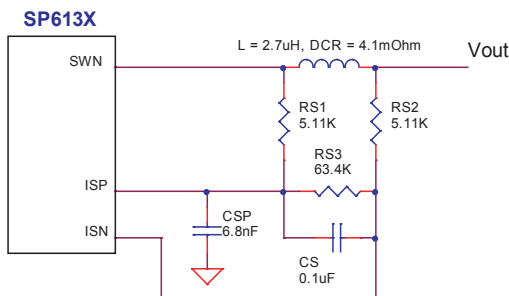 SP613X
L = 2.7uH, DCR = 4.1mOhm
Vout
SWN
RS1
5.11K
RS2
5.11K
RS3
63.4K
ISP
CSP
6.8nF
ISN
CS
0.1uF